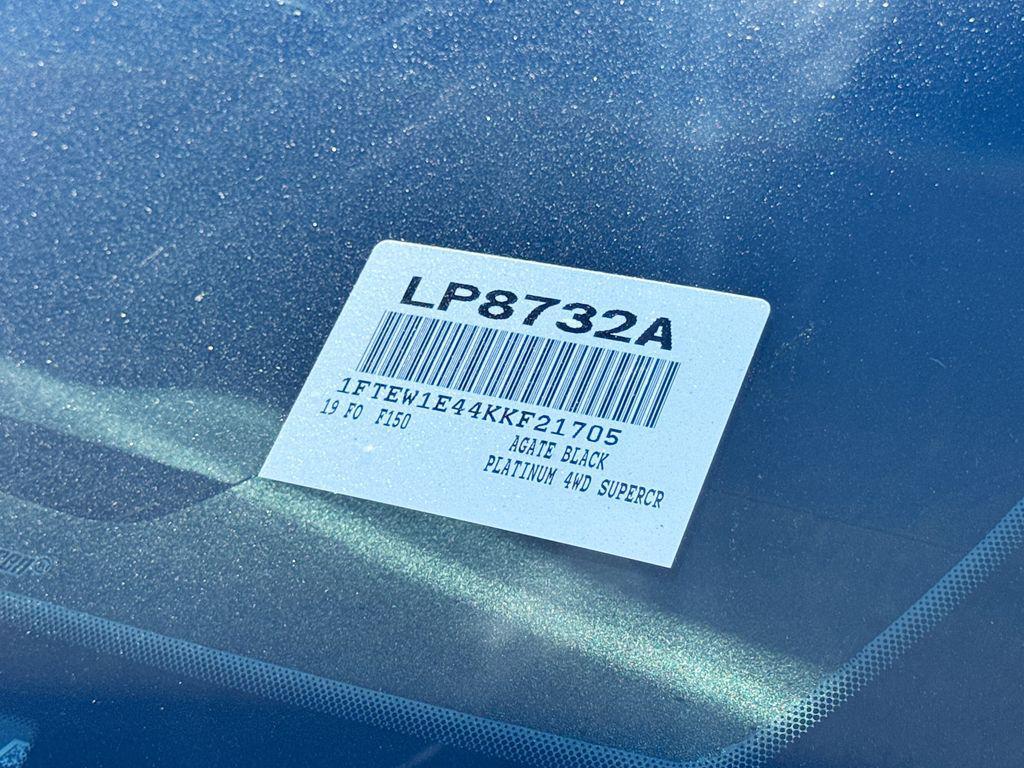 LP8732A
1FTEW1E44KKF21705
19 FO F150
AGATE BLACK
PLATINUM 4WD SUPERCR